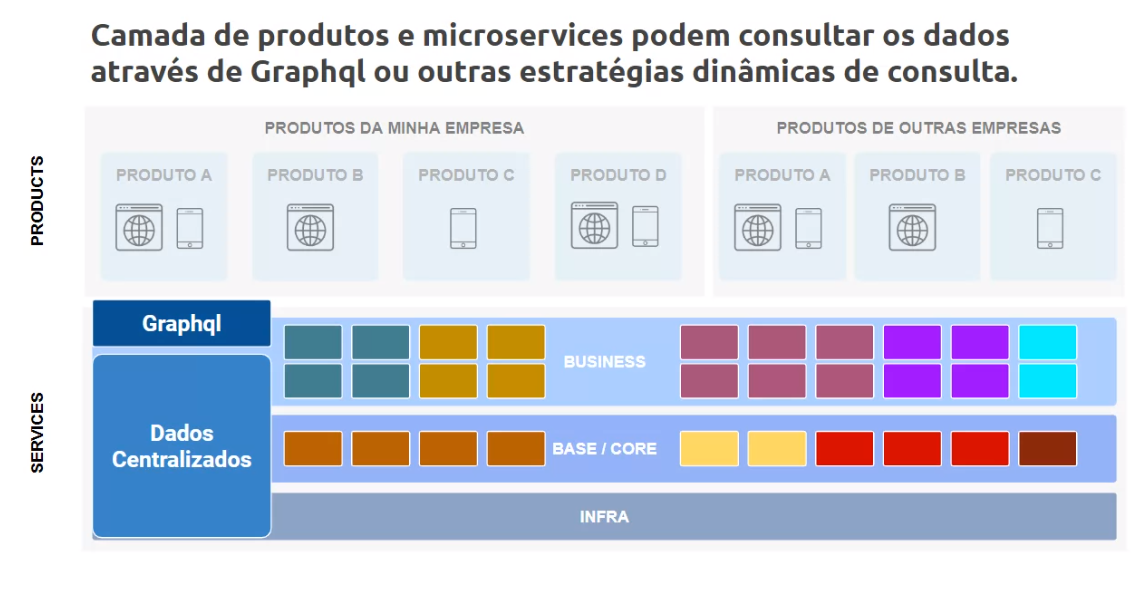 Camada de produtos e microservices podem consultar os dados
através de Graphql ou outras estratégias dinâmicas de consulta.
PRODUCTS
PRODUTOS DA MINHA EMPRESA
PRODUTO A
PRODUTO B
PRODUTO C
PRODUTO D
PRODUTOS DE OUTRAS EMPRESAS
PRODUTO A
PRODUTO B
PRODUTO C
SERVICES
Graphql
Dados
Centralizados
BUSINESS
BASE / CORE
INFRA